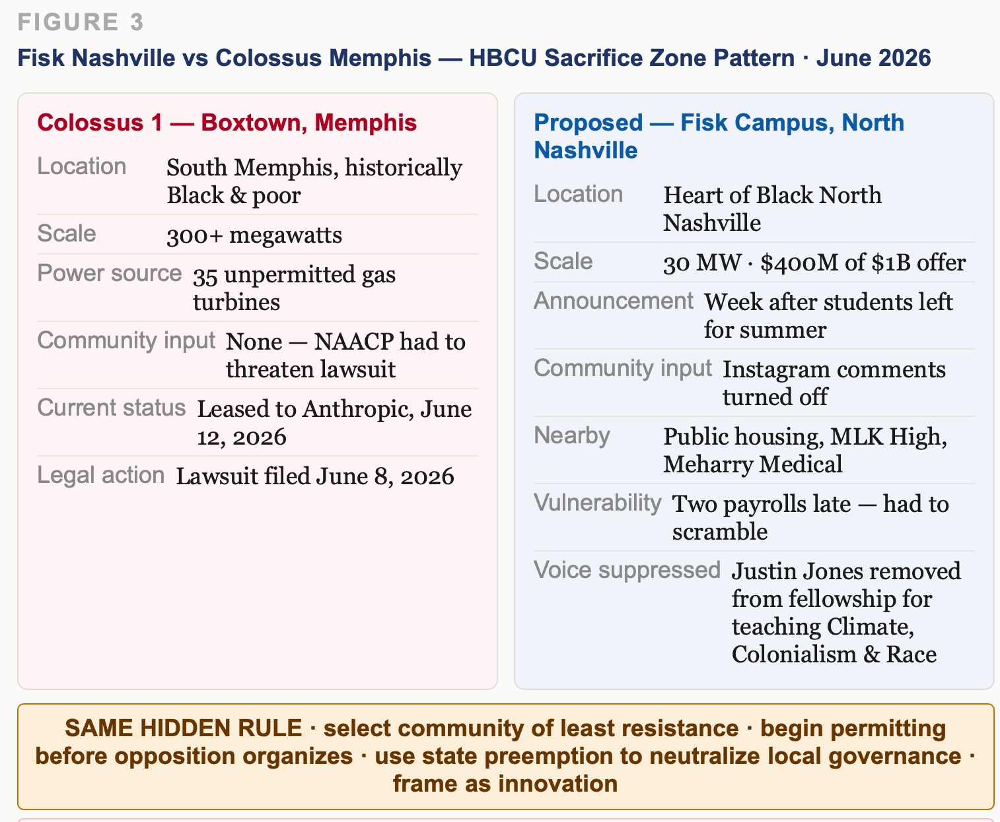 FIGURE 3
Fisk Nashville vs Colossus Memphis — HBCU Sacrifice Zone Pattern · June 2026
Colossus 1 — Boxtown, Memphis
Location South Memphis, historically
Black & poor
Scale 300+ megawatts
Power source 35 unpermitted gas
turbines
Community input None — NAACP had to
threaten lawsuit
Current status Leased to Anthropic, June
12, 2026
Legal action Lawsuit filed June 8, 2026
Proposed — Fisk Campus, North
Nashville
Location Heart of Black North
Nashville
Scale 30 MW · $400M of $1B offer
Announcement Week after students left
for summer
Community input Instagram comments
turned off
Nearby Public housing, MLK High,
Meharry Medical
Vulnerability Two payrolls late — had to
scramble
Voice suppressed Justin Jones removed
from fellowship for
teaching Climate,
Colonialism & Race
SAME HIDDEN RULE · select community of least resistance · begin permitting
before opposition organizes · use state preemption to neutralize local governance ·
frame as innovation